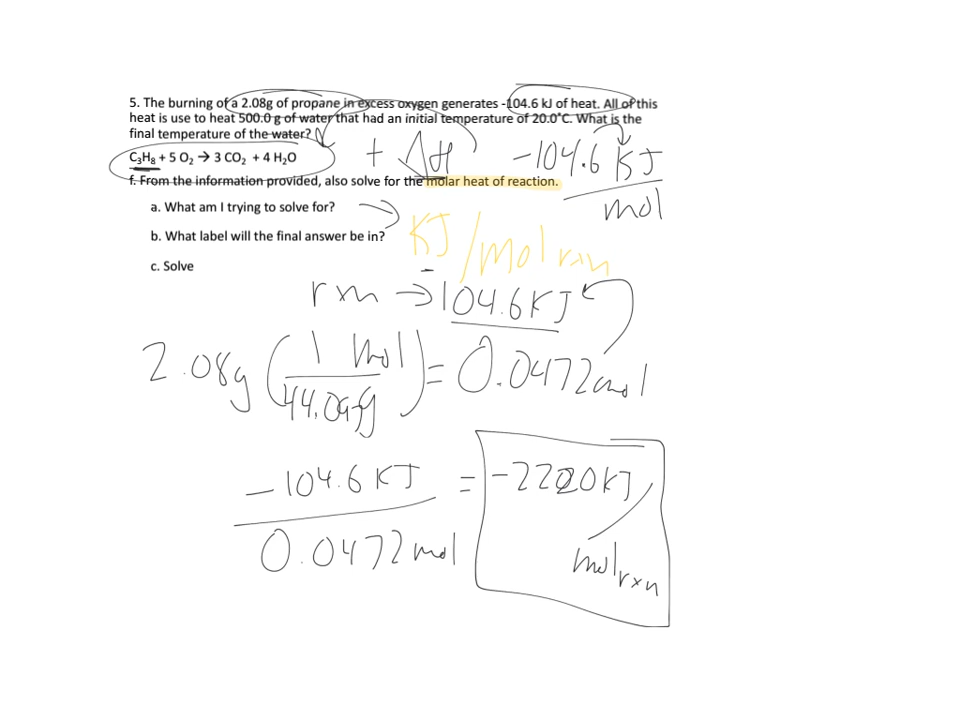 5. The burning of a 2.08g of propane in excess oxygen generates -104.6 kJ of heat. All of this
heat is use to heat 500.0 g of water that had an initial temperature of 20.0°C. What is the
final temperature of the water?
C₃H₈ + 5 O₂ → 3 CO₂ + 4 H₂O
+ ΔH
-104.6 KJ
mol
f. From the information provided, also solve for the molar heat of reaction.
a. What am I trying to solve for?
b. What label will the final answer be in?
KJ/mol rxn
c. Solve
rxn → -104.6KJ
2.08g (1 mol / 44.09g) = 0.0472 mol
-104.6 KJ / 0.0472 mol = -2220 KJ/mol rxn